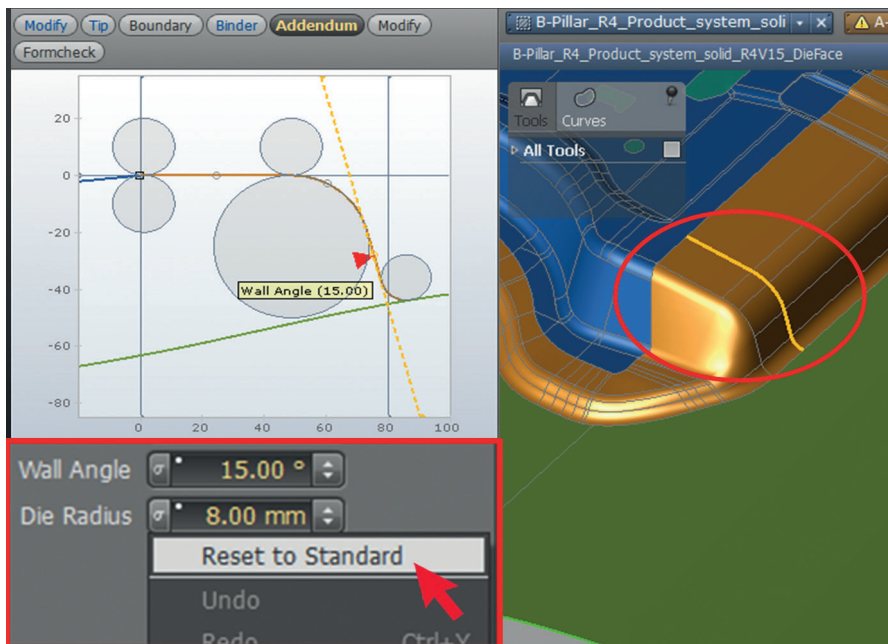 Modify Tip Boundary Binder Addendum Modify
Formcheck
20
0
-20
-40
-60
-80
0 20 40 60 80 100
Wall Angle (15.00)
B-Pillar_R4_Product_system_soli A-
B-Pillar_R4_Product_system_solid_R4V15_DieFace
Tools Curves
All Tools
Wall Angle σ 15.00 °
Die Radius σ 8.00 mm
Reset to Standard
Undo
Redo Ctrl+Y